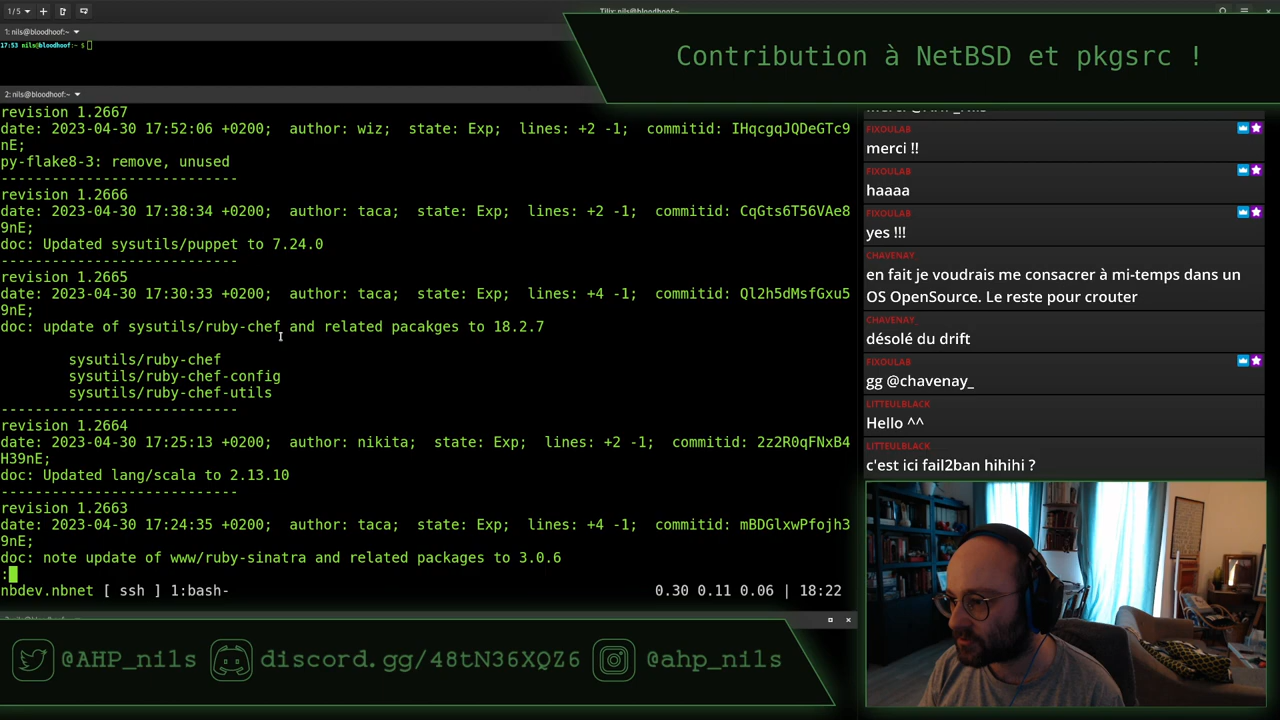 1/5
Tilix: nils@bloodhoof:~
1: nils@bloodhoof:~
17:53 nils@bloodhoof:~ $
2: nils@bloodhoof:~
Contribution à NetBSD et pkgsrc !
revision 1.2667
date: 2023-04-30 17:52:06 +0200;  author: wiz;  state: Exp;  lines: +2 -1;  commitid: IHqcgqJQDeGTc9
nE;
py-flake8-3: remove, unused
----------------------------
revision 1.2666
date: 2023-04-30 17:38:34 +0200;  author: taca;  state: Exp;  lines: +2 -1;  commitid: CqGts6T56VAe8
9nE;
doc: Updated sysutils/puppet to 7.24.0
----------------------------
revision 1.2665
date: 2023-04-30 17:30:33 +0200;  author: taca;  state: Exp;  lines: +4 -1;  commitid: Ql2h5dMsfGxu5
9nE;
doc: update of sysutils/ruby-chef and related pacakges to 18.2.7
sysutils/ruby-chef
sysutils/ruby-chef-config
sysutils/ruby-chef-utils
----------------------------
revision 1.2664
date: 2023-04-30 17:25:13 +0200;  author: nikita;  state: Exp;  lines: +2 -1;  commitid: 2z2R0qFNxB4
H39nE;
doc: Updated lang/scala to 2.13.10
----------------------------
revision 1.2663
date: 2023-04-30 17:24:35 +0200;  author: taca;  state: Exp;  lines: +4 -1;  commitid: mBDGlxwPfojh3
9nE;
doc: note update of www/ruby-sinatra and related packages to 3.0.6
:
nbdev.nbnet [ ssh ] 1:bash-
0.30 0.11 0.06 | 18:22
FIXOULAB
merci !!
FIXOULAB
haaaa
FIXOULAB
yes !!!
CHAVENAY_
en fait je voudrais me consacrer à mi-temps dans un
OS OpenSource. Le reste pour crouter
CHAVENAY_
désolé du drift
FIXOULAB
gg @chavenay_
LITTEULBLACK
Hello ^^
LITTEULBLACK
c'est ici fail2ban hihihi ?
@AHP_nils
discord.gg/48tN36XQZ6
@ahp_nils